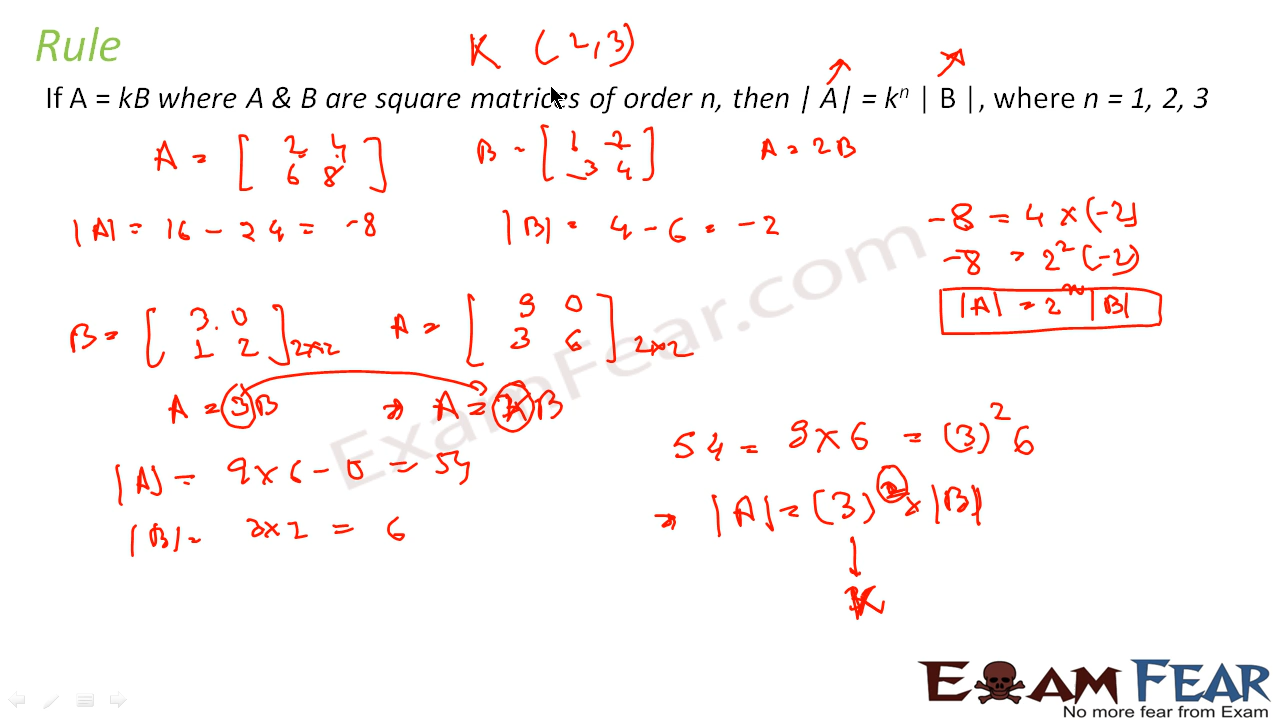 Rule
K (2,3)
If A = kB where A & B are square matrices of order n, then | A| = kⁿ | B |, where n = 1, 2, 3
A = [ 2 4 B = [ 1 2 A = 2B
6 8 ] 3 4 ]
|A| = 16 - 24 = -8 |B| = 4 - 6 = -2
-8 = 4 × (-2)
-8 = 2² (-2)
|A| = 2ⁿ |B|
B = [ 3 0 A = [ 9 0
1 2 ] 2×2 3 6 ] 2×2
A = 3B ⇒ A = B
|A| = 9×6 - 0 = 54
|B| = 3×2 = 6
54 = 9×6 = (3)² 6
⇒ |A| = (3) × |B|
↓
K
ExamFear.com
EXAM FEAR
No more fear from Exam